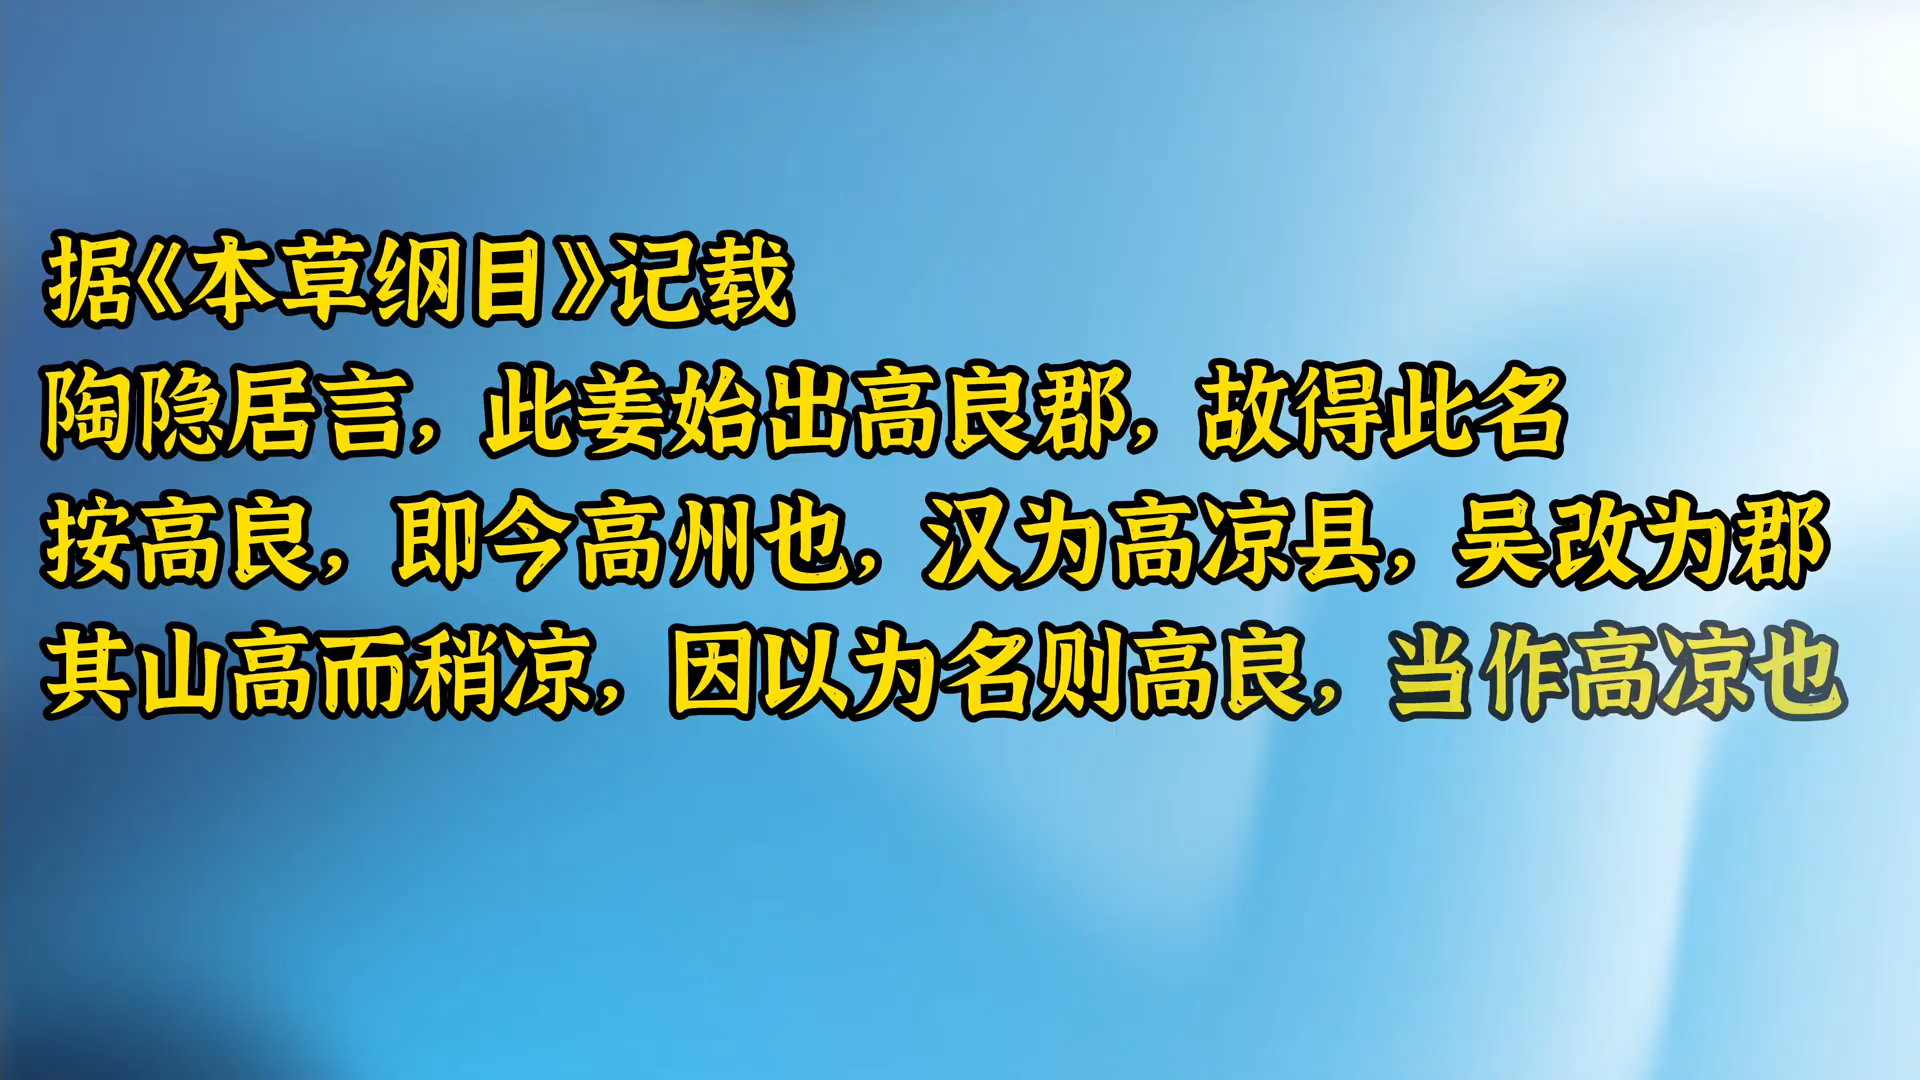 据《本草纲目》记载
陶隐居言，此姜始出高良郡，故得此名
按高良，即今高州也，汉为高凉县，吴改为郡
其山高而稍凉，因以为名则高良，当作高凉也